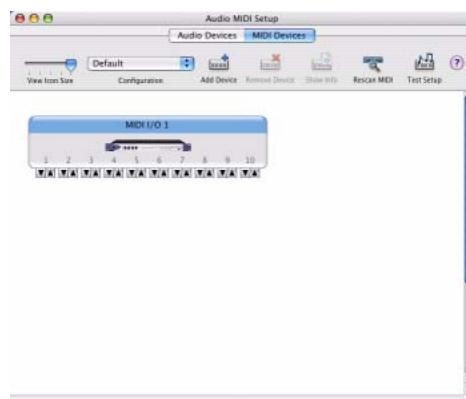 Audio MIDI Setup
Audio Devices MIDI Devices
Default
View Icon Size Configuration Add Device Remove Device Show Info Rescan MIDI Test Setup
?
MIDI I/O 1
1 2 3 4 5 6 7 8 9 10